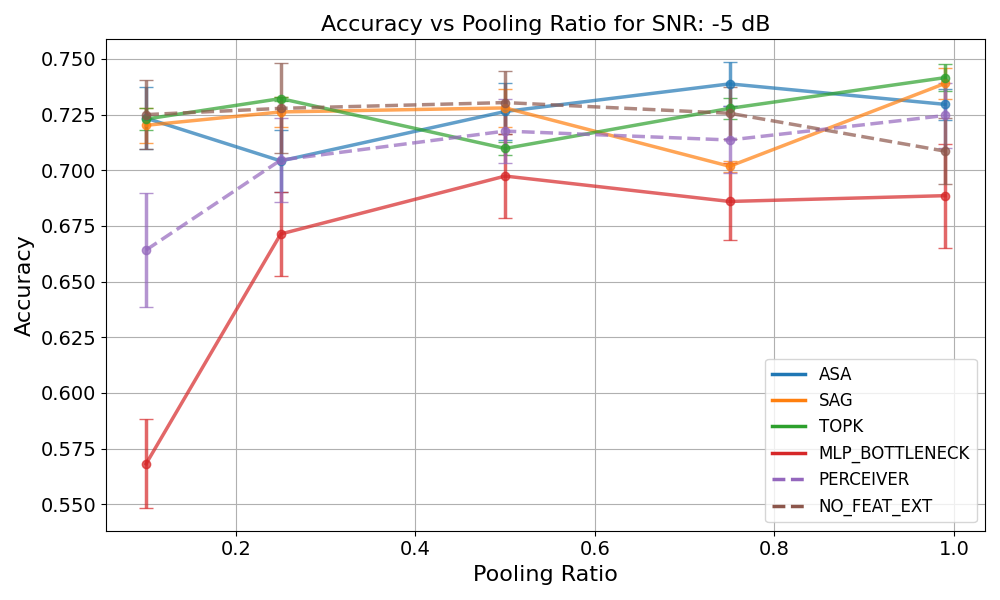 Accuracy vs Pooling Ratio for SNR: -5 dB
Accuracy
0.750
0.725
0.700
0.675
0.650
0.625
0.600
0.575
0.550
ASA
SAG
TOPK
MLP_BOTTLENECK
PERCEIVER
NO_FEAT_EXT
0.2 0.4 0.6 0.8 1.0
Pooling Ratio